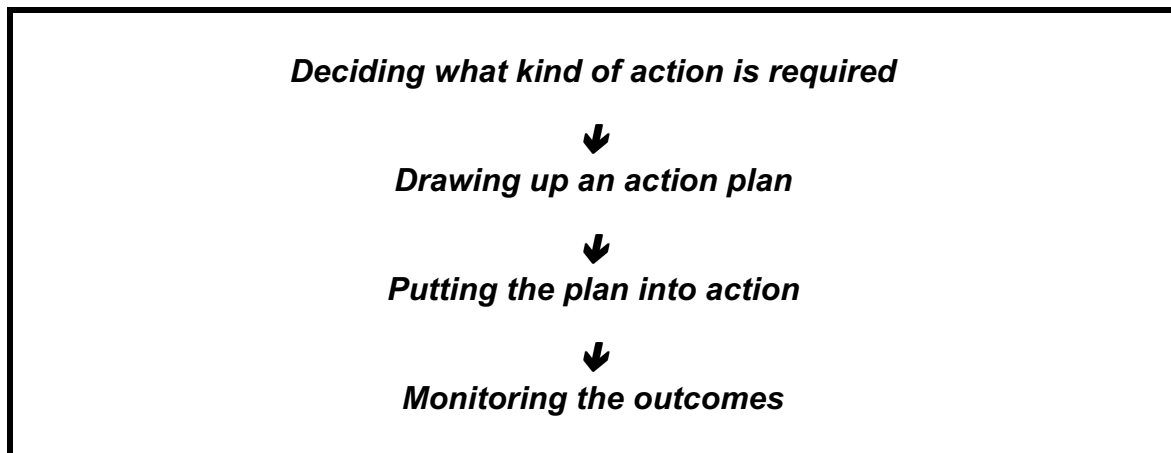 Deciding what kind of action is required
Drawing up an action plan
Putting the plan into action
Monitoring the outcomes